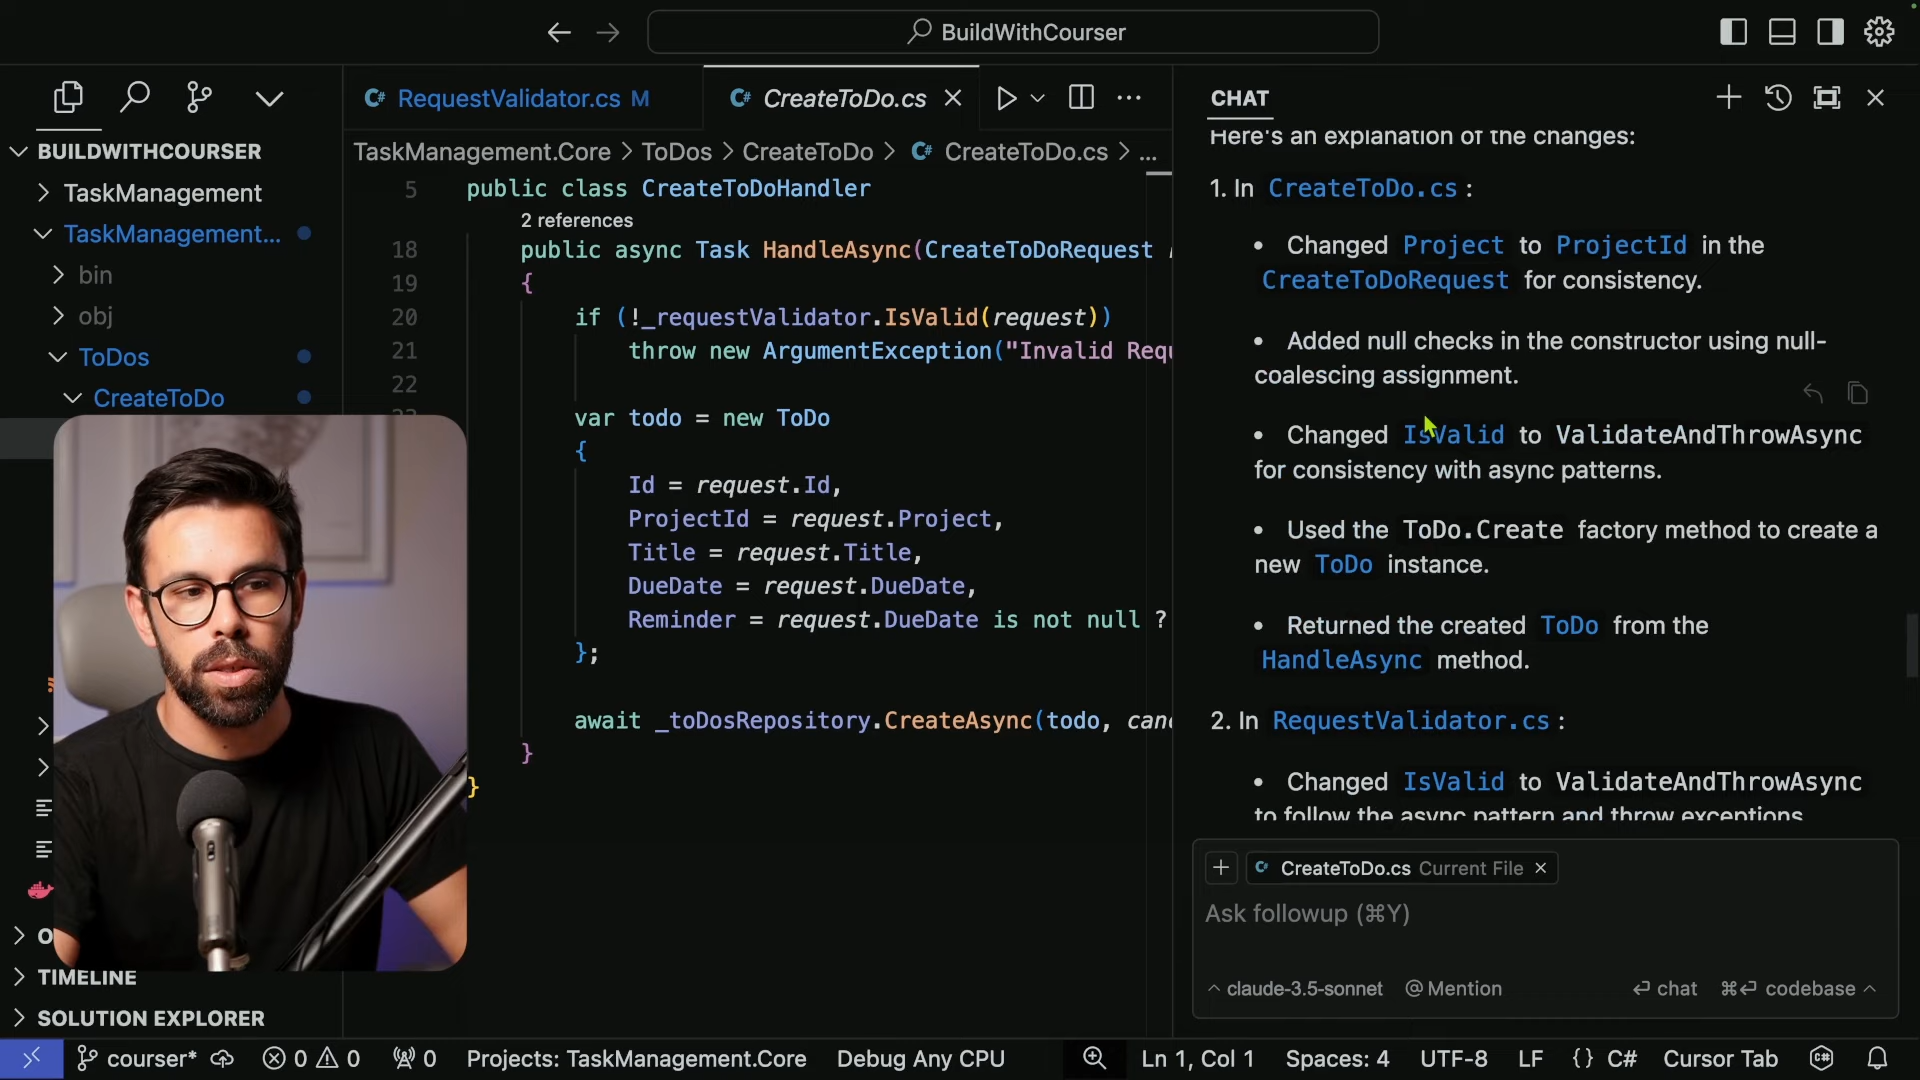 BuildWithCourser
RequestValidator.cs M
CreateToDo.cs
CHAT
BUILDWITHCOURSER
TaskManagement
TaskManagement...
bin
obj
ToDos
CreateToDo
TIMELINE
SOLUTION EXPLORER
TaskManagement.Core > ToDos > CreateToDo > CreateToDo.cs > ...
5 public class CreateToDoHandler
2 references
18 public async Task HandleAsync(CreateToDoRequest
19 {
20 if (!_requestValidator.IsValid(request))
21 throw new ArgumentException("Invalid Requ
22
var todo = new ToDo
{
Id = request.Id,
ProjectId = request.Project,
Title = request.Title,
DueDate = request.DueDate,
Reminder = request.DueDate is not null ?
};
await _toDosRepository.CreateAsync(todo, canc
}
}
Here's an explanation of the changes:
1. In CreateToDo.cs :
• Changed Project to ProjectId in the
CreateToDoRequest for consistency.
• Added null checks in the constructor using null-
coalescing assignment.
• Changed IsValid to ValidateAndThrowAsync
for consistency with async patterns.
• Used the ToDo.Create factory method to create a
new ToDo instance.
• Returned the created ToDo from the
HandleAsync method.
2. In RequestValidator.cs :
• Changed IsValid to ValidateAndThrowAsync
to follow the async pattern and throw exceptions
CreateToDo.cs Current File ×
Ask followup (⌘Y)
claude-3.5-sonnet @ Mention
chat
codebase
courser* 0 0 0 Projects: TaskManagement.Core Debug Any CPU Ln 1, Col 1 Spaces: 4 UTF-8 LF {} C# Cursor Tab